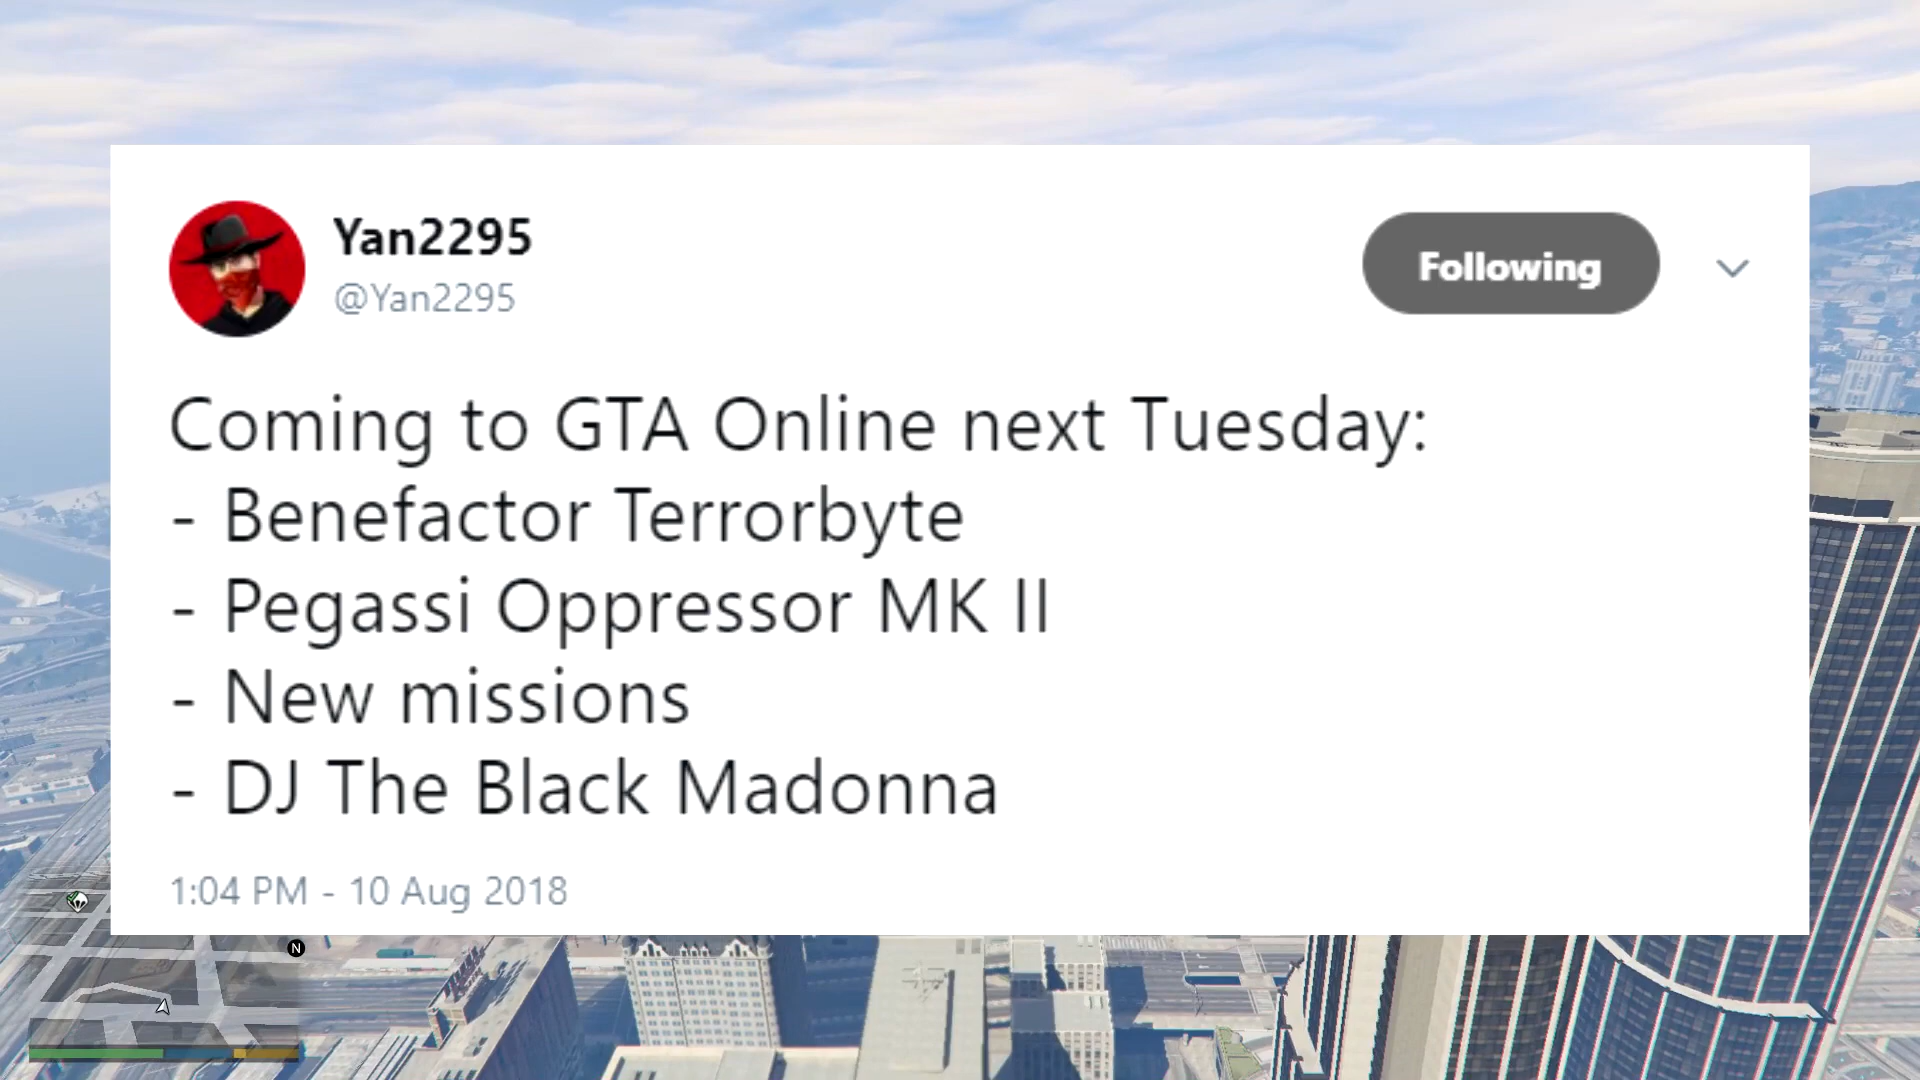 Yan2295
@Yan2295
Following
Coming to GTA Online next Tuesday:
- Benefactor Terrorbyte
- Pegassi Oppressor MK II
- New missions
- DJ The Black Madonna
1:04 PM - 10 Aug 2018
N